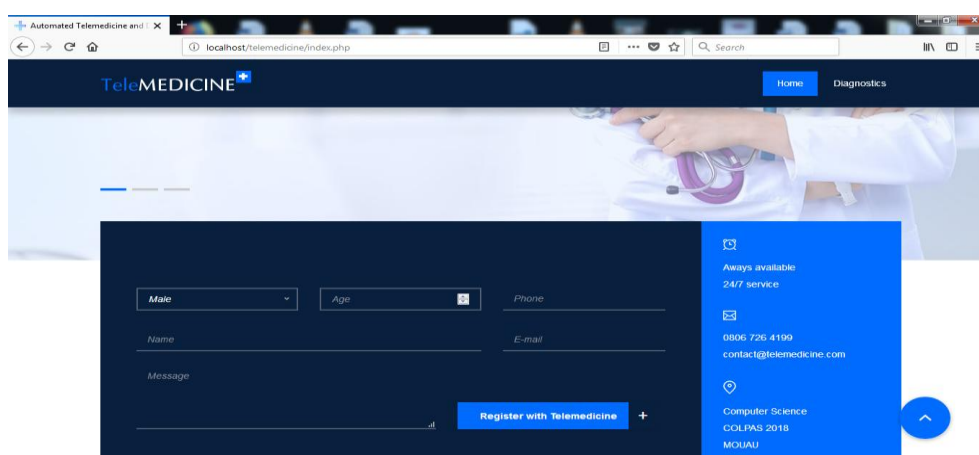 Automated Telemedicine and
localhost/telemedicine/index.php
Search
TeleMEDICINE
Home
Diagnostics
Male
Age
Phone
Name
E-mail
Message
Register with Telemedicine +
Aways available
24/7 service
0806 726 4199
contact@telemedicine.com
Computer Science
COLPAS 2018
MOUAU